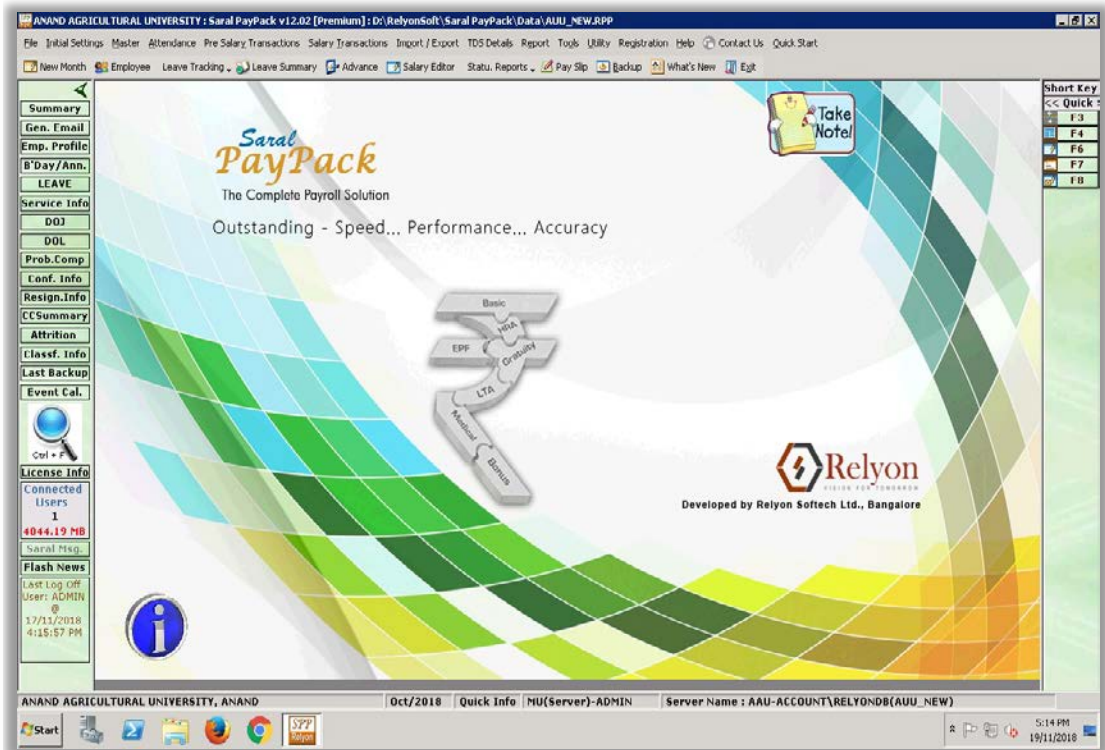 ANAND AGRICULTURAL UNIVERSITY : Saral PayPack v12.02 [Premium] : D:\RelyonSoft\Saral PayPack\Data\AUU_NEW.RPP
File Initial Settings Master Attendance Pre Salary Transactions Salary Transactions Import / Export TDS Details Report Tools Utility Registration Help Contact Us Quick Start
New Month Employee Leave Tracking Leave Summary Advance Salary Editor Statu. Reports Pay Slip Backup What's New Exit
Summary
Gen. Email
Emp. Profile
B'Day/Ann.
LEAVE
Service Info
DOJ
DOL
Prob.Comp
Conf. Info
Resign.Info
CCSummary
Attrition
Classf. Info
Last Backup
Event Cal.
Ctrl + F
License Info
Connected
Users
1
4044.19 MB
Saral Msg.
Flash News
Last Log Off
User: ADMIN
@
17/11/2018
4:15:57 PM
Saral
PayPack
The Complete Payroll Solution
Outstanding - Speed... Performance... Accuracy
Take
Note!
Basic
HRA
EPF
Gratuity
LTA
Medical
Bonus
i
Relyon
VISION FOR TOMORROW
Developed by Relyon Softech Ltd., Bangalore
Short Key
<< Quick
F3
F4
F6
F7
F8
ANAND AGRICULTURAL UNIVERSITY, ANAND Oct/2018 Quick Info MU(Server)-ADMIN Server Name : AAU-ACCOUNT\RELYONDB(AUU_NEW)
Start SPP Relyon 5:14 PM
19/11/2018